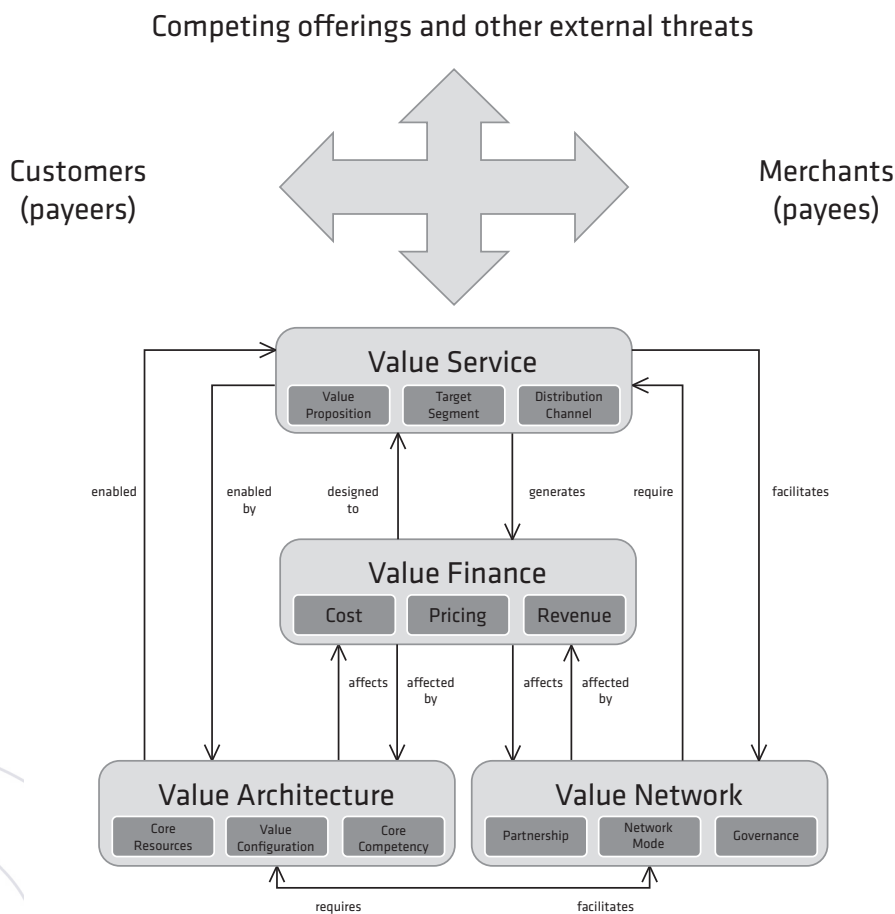 Competing offerings and other external threats
Customers
(payeers)
Merchants
(payees)
Value Service
Value
Proposition
Target
Segment
Distribution
Channel
enabled
enabled
by
designed
to
generates
require
facilitates
Value Finance
Cost
Pricing
Revenue
affects
affected
by
affects
affected
by
Value Architecture
Core
Resources
Value
Configuration
Core
Competency
Value Network
Partnership
Network
Mode
Governance
requires
facilitates